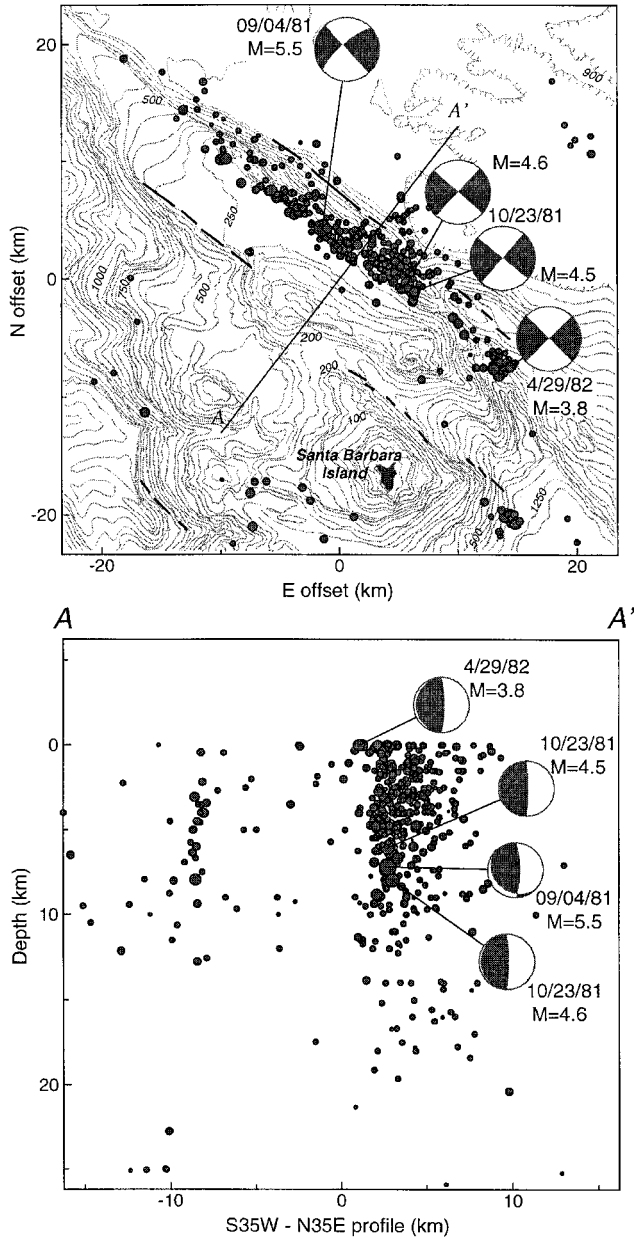 09/04/81
M=5.5
20
500
900
A'
M=4.6
10/23/81
M=4.5
4/29/82
M=3.8
250
500
1000
750
200
200
100
N offset (km)
0
A
Santa Barbara
Island
500
1250
-20
-20
0
20
E offset (km)
A
A'
4/29/82
M=3.8
10/23/81
M=4.5
09/04/81
M=5.5
10/23/81
M=4.6
0
Depth (km)
10
20
-10
0
10
S35W - N35E profile (km)